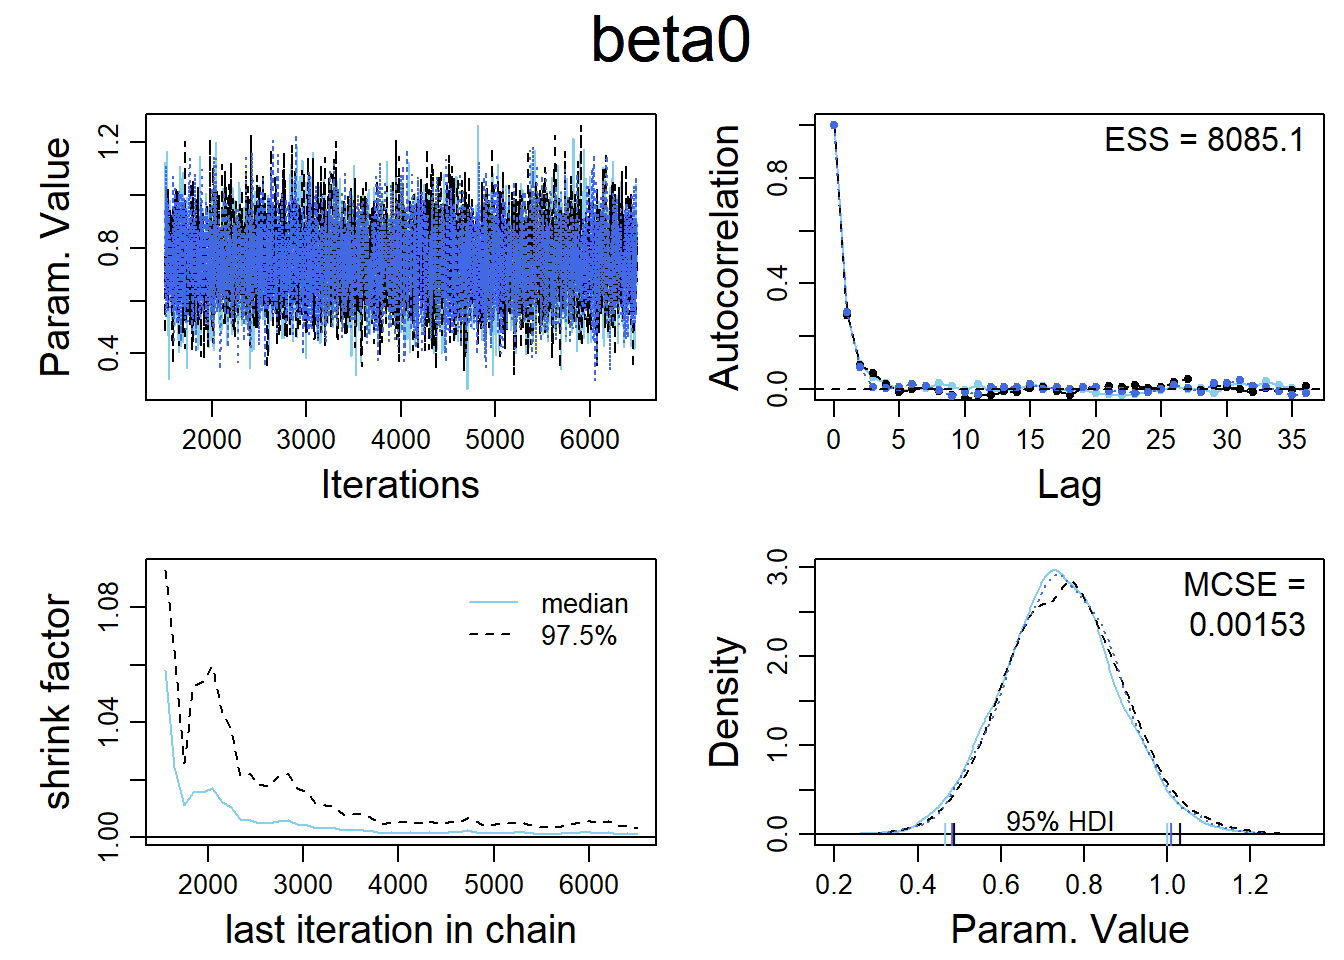 beta0
Param. Value
0.4 0.8 1.2
2000 3000 4000 5000 6000
Iterations
Autocorrelation
0.0 0.4 0.8
ESS = 8085.1
0 5 10 15 20 25 30 35
Lag
shrink factor
1.00 1.04 1.08
median
97.5%
2000 3000 4000 5000 6000
last iteration in chain
Density
0.0 1.0 2.0 3.0
MCSE =
0.00153
95% HDI
0.2 0.4 0.6 0.8 1.0 1.2
Param. Value